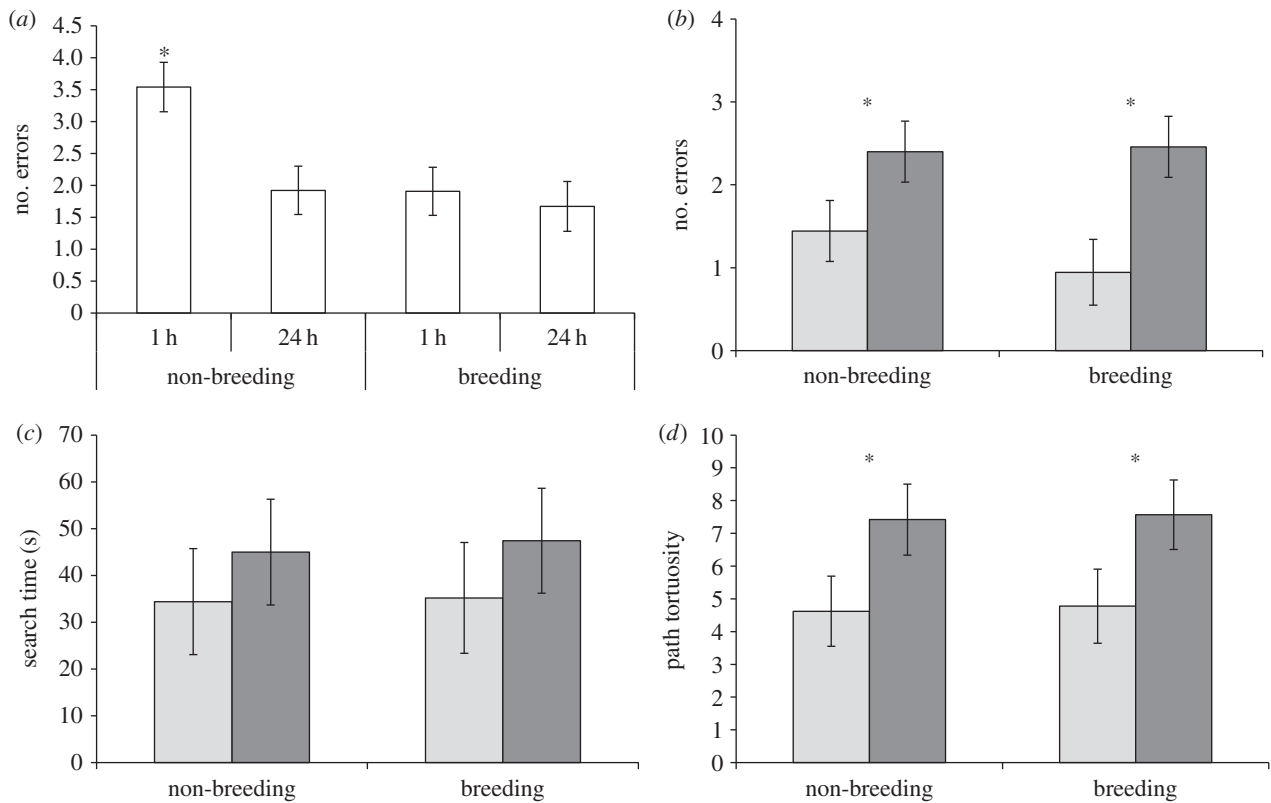 (a)
4.5
4.0
3.5
3.0
2.5
2.0
1.5
1.0
0.5
0
no. errors
*
1 h 24 h 1 h 24 h
non-breeding breeding
(b)
4
3
2
1
0
no. errors
* *
non-breeding breeding
(c)
70
60
50
40
30
20
10
0
search time (s)
non-breeding breeding
(d)
10
9
8
7
6
5
4
3
2
1
0
path tortuosity
* *
non-breeding breeding